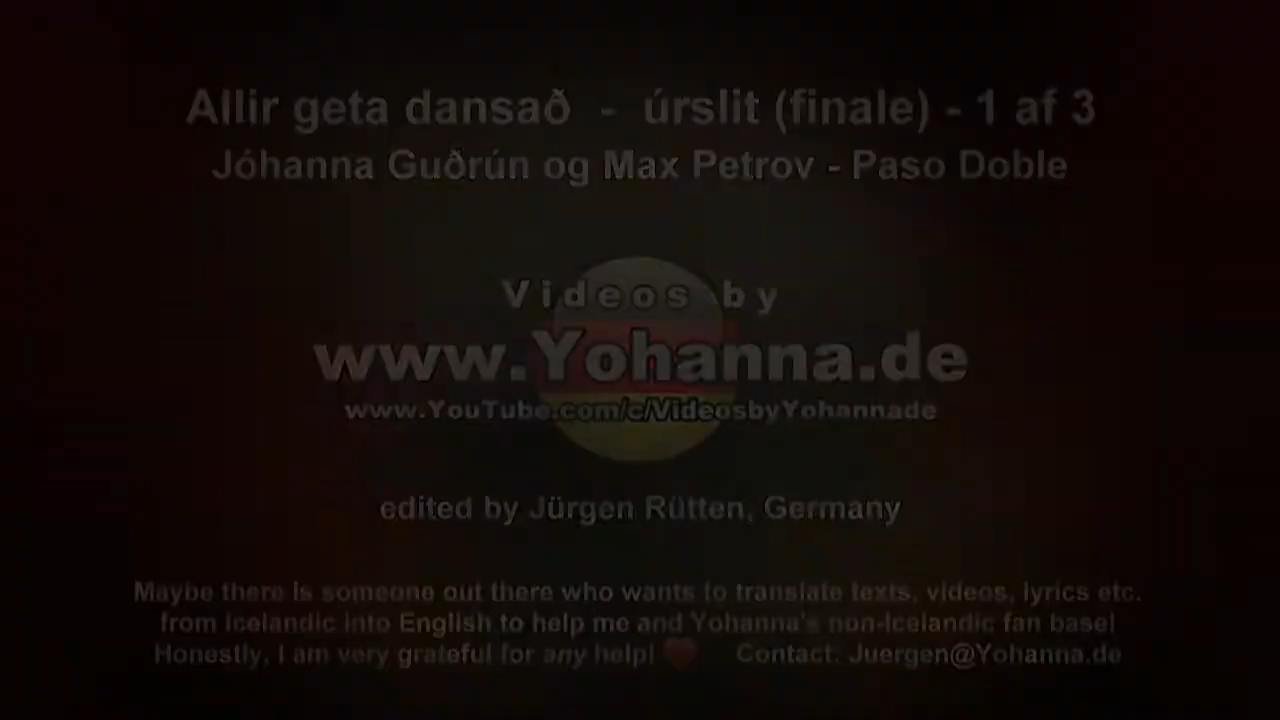 Allir geta dansað - úrslit (finale) - 1 af 3
Jóhanna Guðrún og Max Petrov - Paso Doble
Videos by
www.Yohanna.de
www.YouTube.com/c/VideosbyYohannade
edited by Jürgen Rütten, Germany
Maybe there is someone out there who wants to translate texts, videos, lyrics etc.
from Icelandic into English to help me and Yohanna's non-Icelandic fan base!
Honestly, I am very grateful for any help! ❤ Contact: Juergen@Yohanna.de